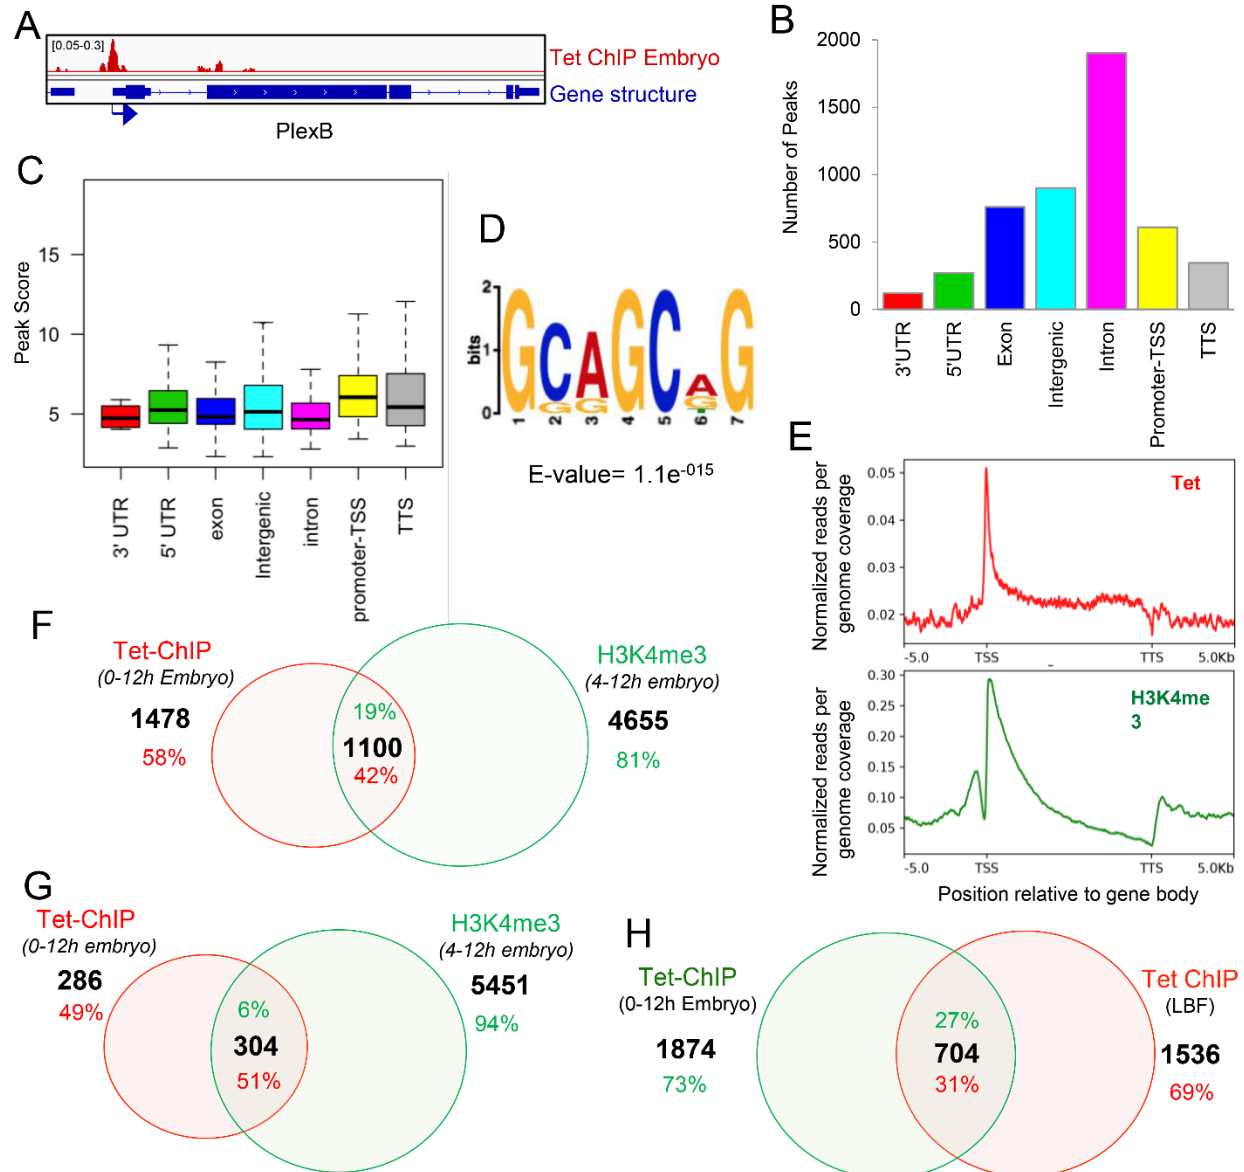 A
[0.05-0.3]
Tet ChIP Embryo
Gene structure
PlexB
B
Number of Peaks
2000
1500
1000
500
0
3'UTR
5'UTR
Exon
Intergenic
Intron
Promoter-TSS
TTS
C
Peak Score
15
10
5
3' UTR
5' UTR
exon
Intergenic
intron
promoter-TSS
TTS
D
bits
2
1
0
G
C
G
A
G
G
C
A
G
G
1 2 3 4 5 6 7
E-value= 1.1e-015
E
Normalized reads per
genome coverage
Tet
0.05
0.04
0.03
0.02
-5.0 TSS TTS 5.0Kb
Normalized reads per
genome coverage
H3K4me
3
0.30
0.25
0.20
0.15
0.10
0.05
-5.0 TSS TTS 5.0Kb
Position relative to gene body
F
Tet-ChIP
(0-12h Embryo)
1478
58%
19%
1100
42%
H3K4me3
(4-12h embryo)
4655
81%
G
Tet-ChIP
(0-12h embryo)
286
49%
6%
304
51%
H3K4me3
(4-12h embryo)
5451
94%
H
Tet-ChIP
(0-12h Embryo)
1874
73%
27%
704
31%
Tet ChIP
(LBF)
1536
69%